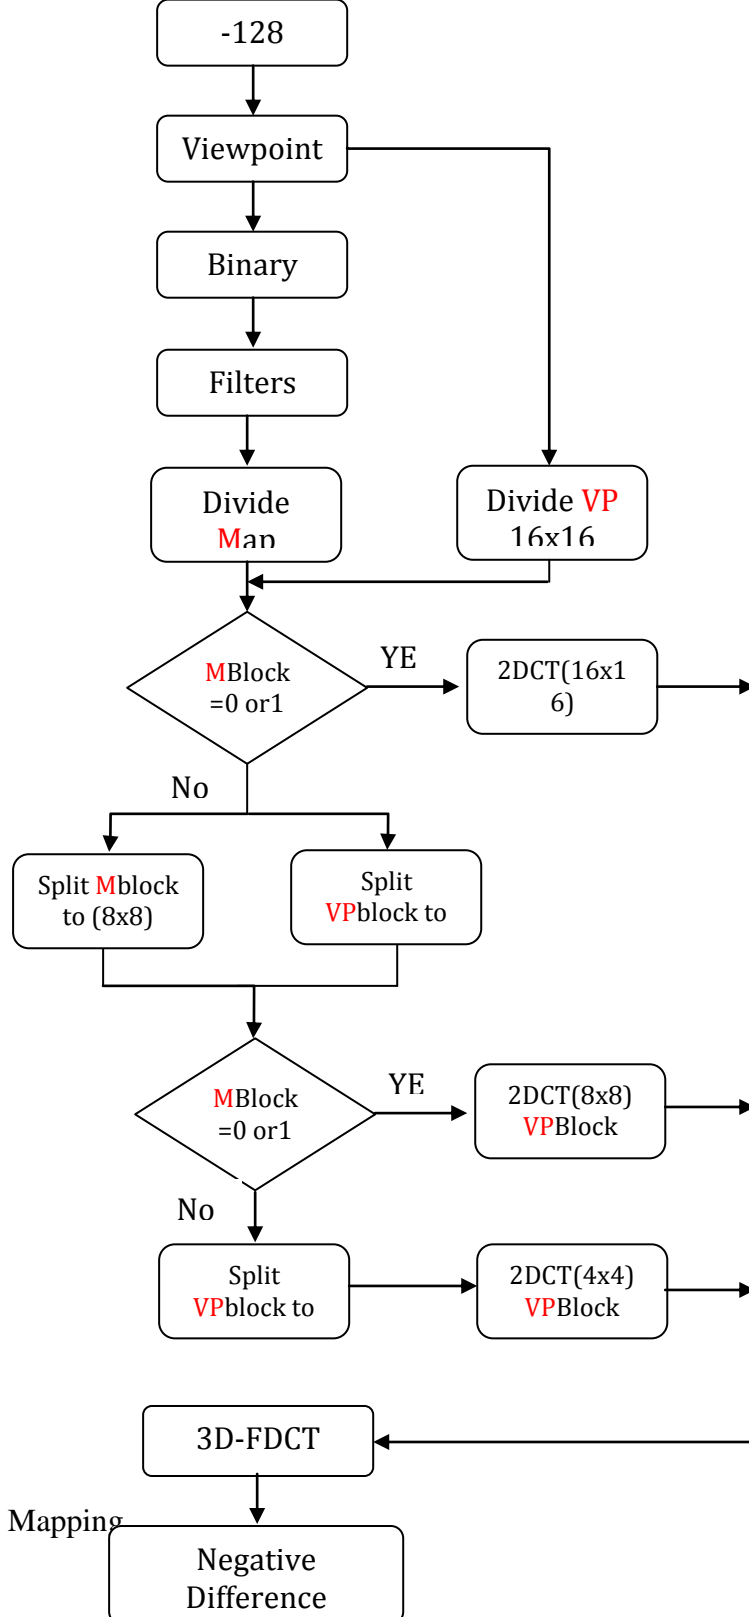 -128
Viewpoint
Binary
Filters
Divide
Map
Divide VP
16x16
MBlock
=0 or1
YE
2DCT(16x1
6)
No
Split Mblock
to (8x8)
Split
VPblock to
MBlock
=0 or1
YE
2DCT(8x8)
VPBlock
No
Split
VPblock to
2DCT(4x4)
VPBlock
3D-FDCT
Mapping
Negative
Difference